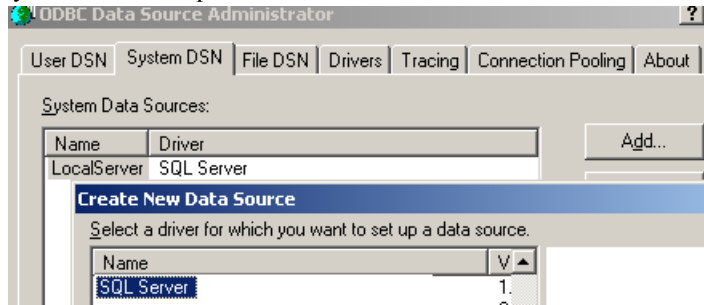 ODBC Data Source Administrator ?
User DSN System DSN File DSN Drivers Tracing Connection Pooling About
System Data Sources:
Name Driver Add...
LocalServer SQL Server
Create New Data Source
Select a driver for which you want to set up a data source.
Name V
SQL Server 1.